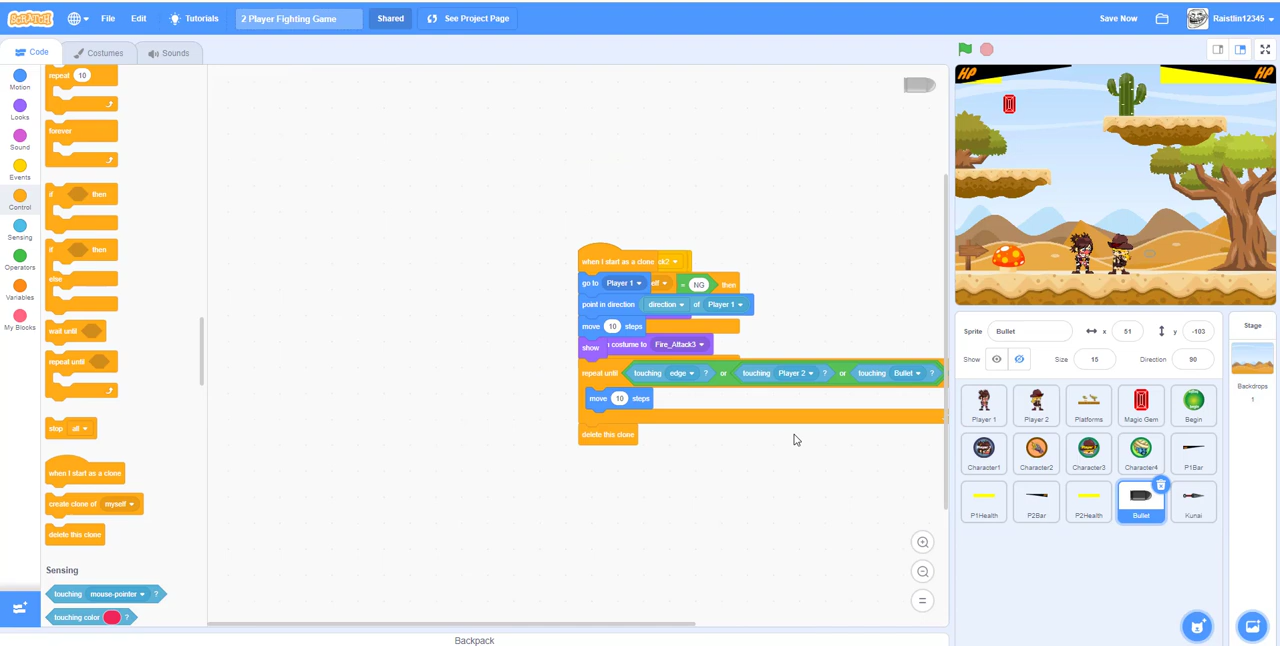 SCRATCH File Edit Tutorials 2 Player Fighting Game Shared See Project Page Save Now Raistlin12345
Code Costumes Sounds
Motion
Looks
Sound
Events
Control
Sensing
Operators
Variables
My Blocks
repeat 10
forever
if then
if then
else
wait until
repeat until
stop all
when I start as a clone
create clone of myself
delete this clone
Sensing
touching mouse-pointer ?
touching color ?
when I start as a clone ck2
go to Player 1 elf = NG then
point in direction direction of Player 1
move 10 steps
show costume to Fire_Attack3
repeat until touching edge ? or touching Player 2 ? or touching Bullet ?
move 10 steps
delete this clone
Backpack
HP HP
Sprite Bullet x 51 y -103
Show Size 15 Direction 90
Player 1 Player 2 Platforms Magic Gem Begin
Character1 Character2 Character3 Character4 P1Bar
P1Health P2Bar P2Health Bullet Kunai
Stage
Backdrops
1